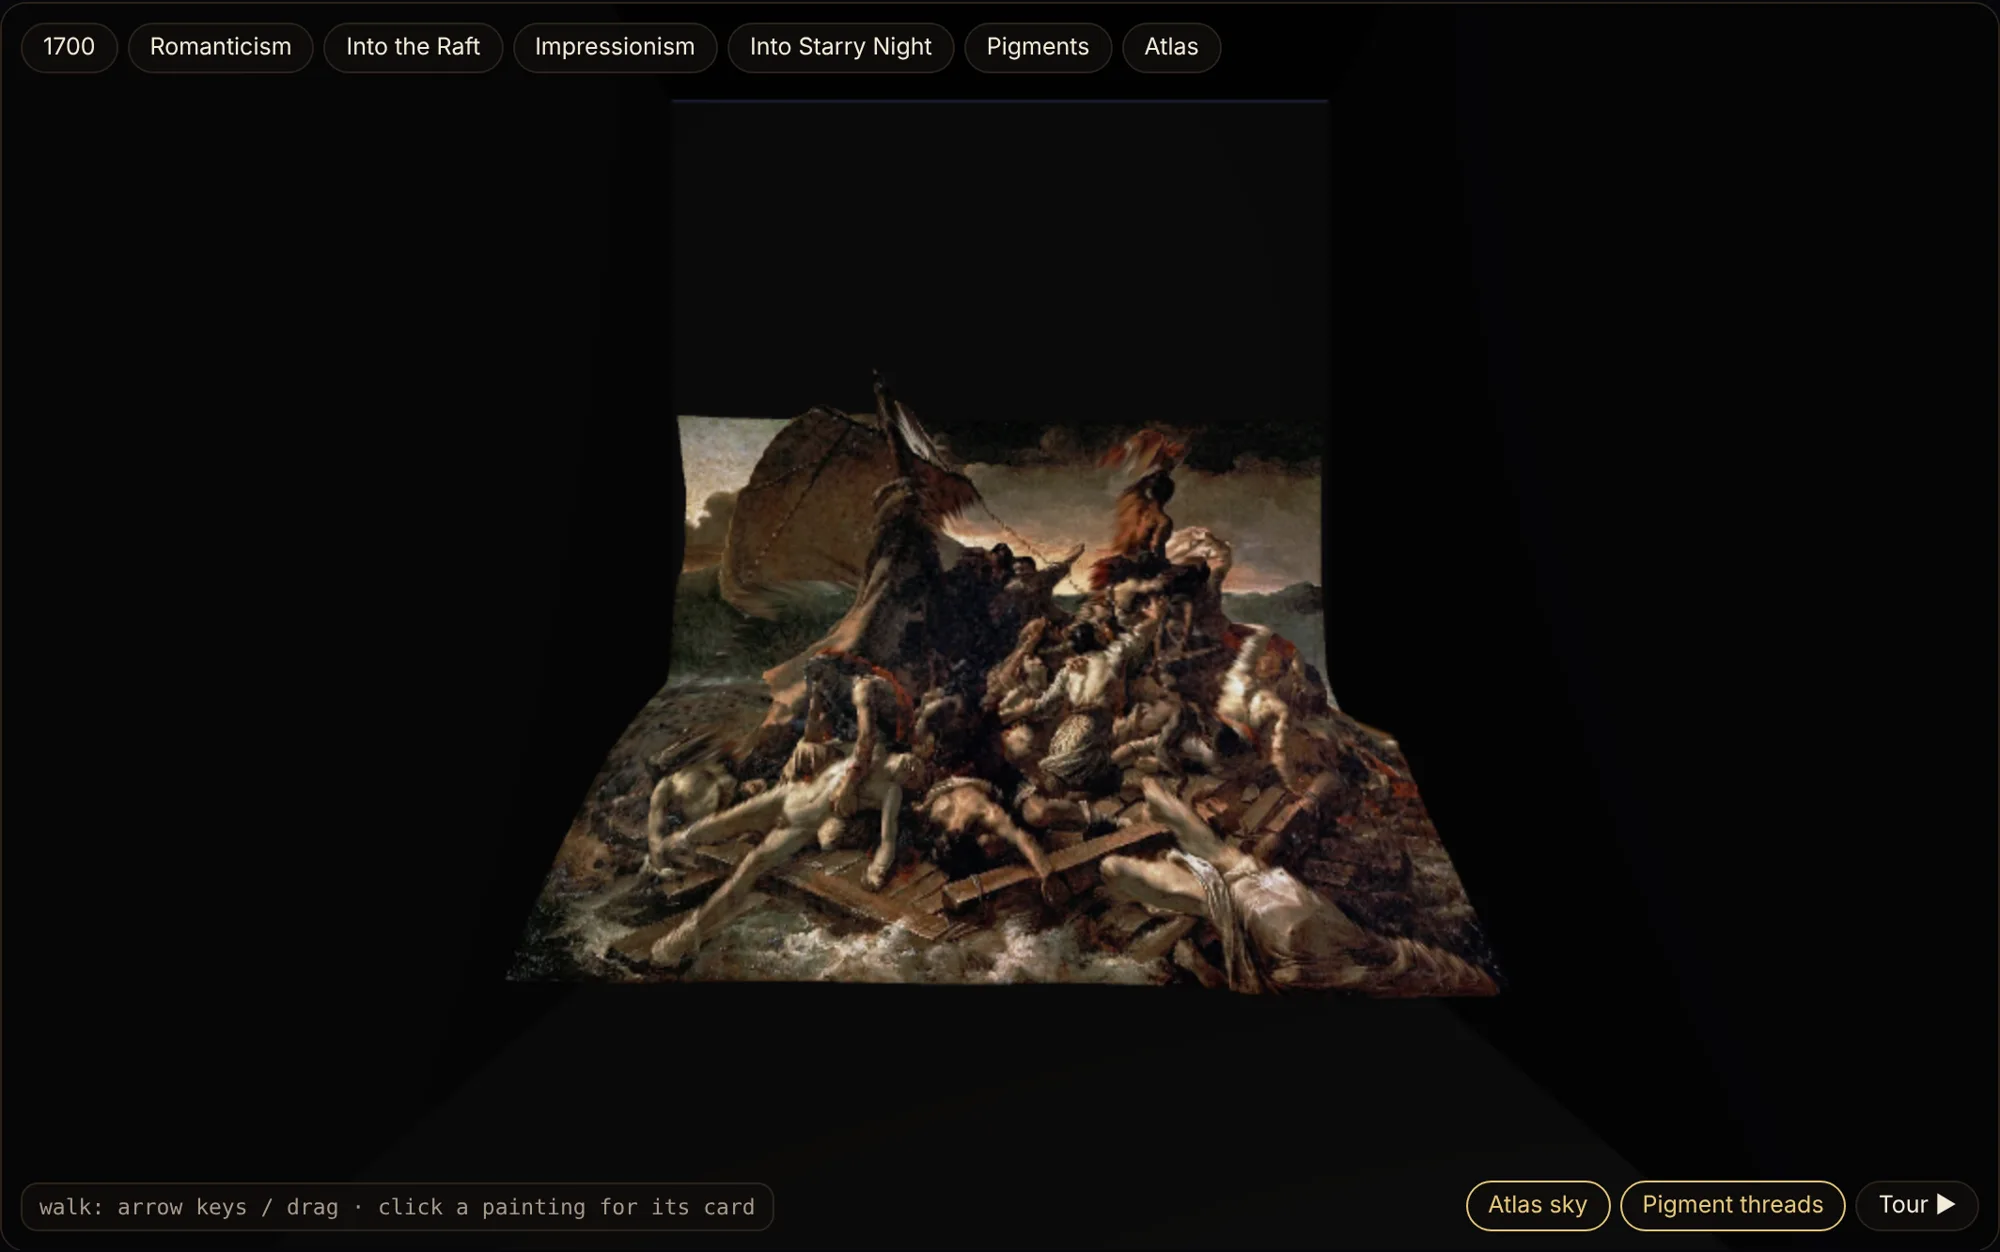 1700
Romanticism
Into the Raft
Impressionism
Into Starry Night
Pigments
Atlas
walk: arrow keys / drag · click a painting for its card
Atlas sky
Pigment threads
Tour ▶